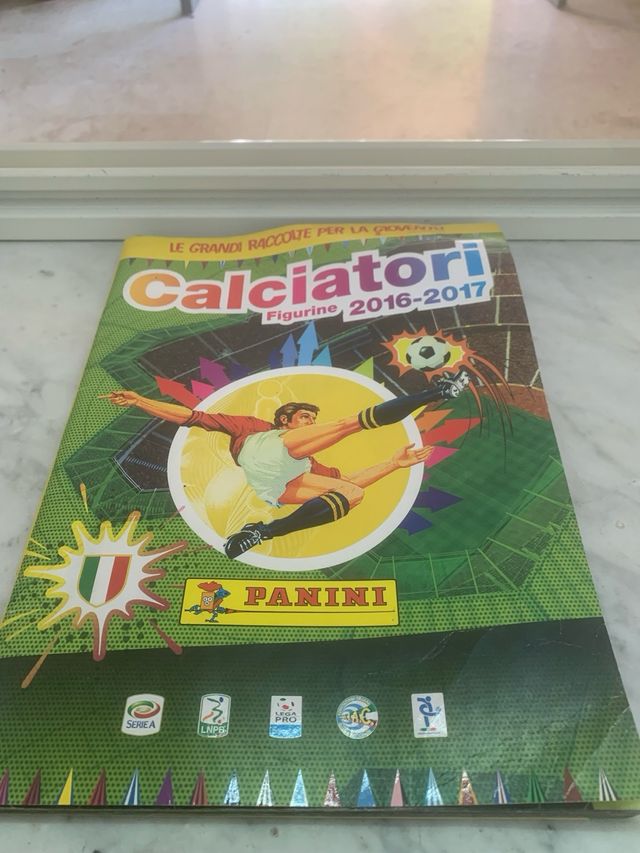 LE GRANDI RACCOLTE PER LA GIOVENTÙ
Calciatori
Figurine 2016-2017
PANINI
SERIE A
LNPB
LEGA
PRO
A.I.C.